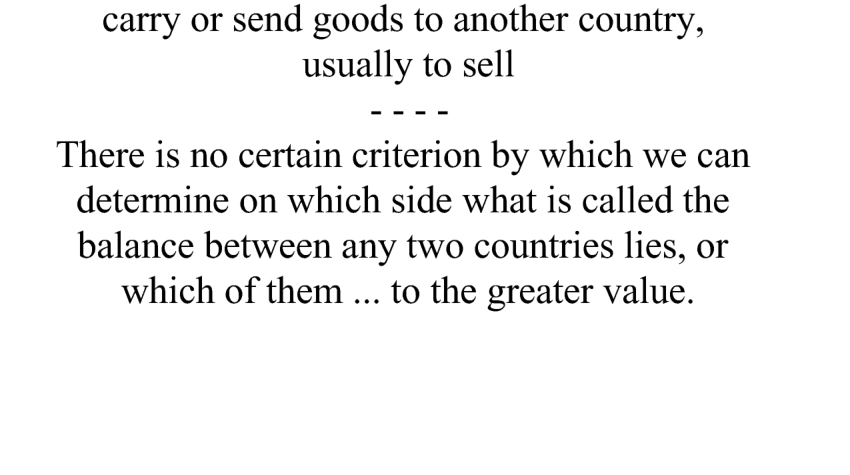 carry or send goods to another country,
usually to sell
- - - -
There is no certain criterion by which we can
determine on which side what is called the
balance between any two countries lies, or
which of them ... to the greater value.